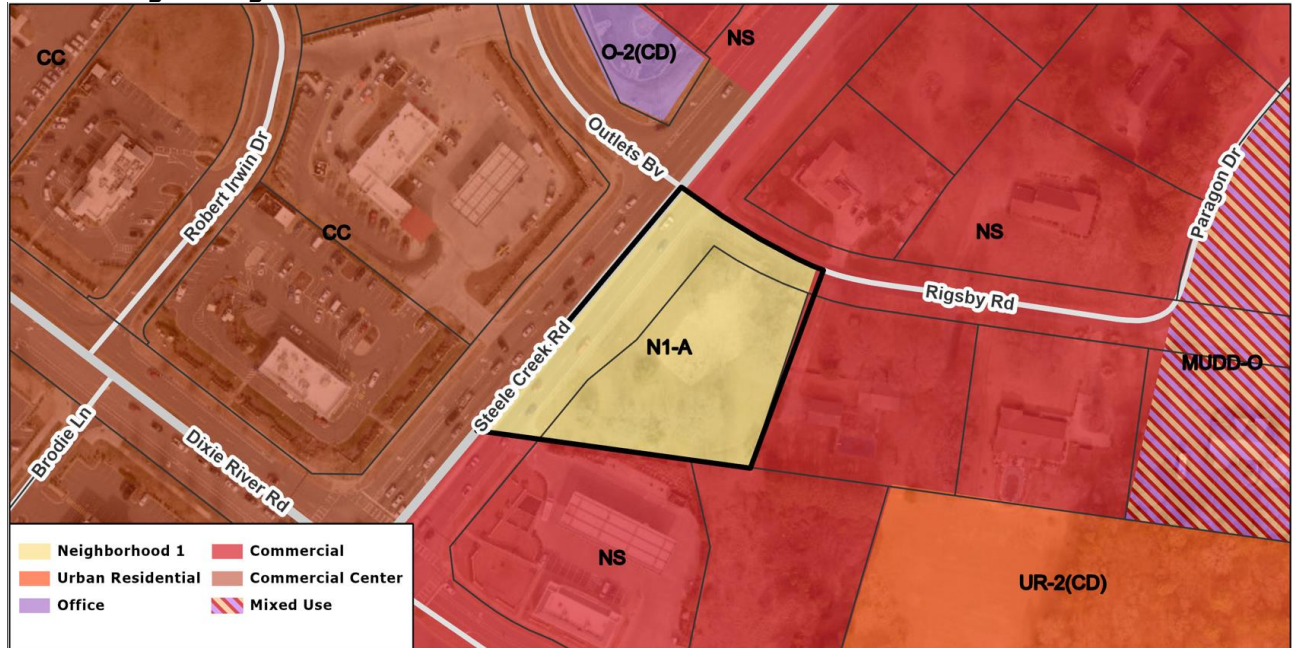 CC
O-2(CD)
NS
Outlets Bv
Robert Irwin Dr
Paragon Dr
CC
NS
Rigsby Rd
N1-A
MUDD-O
Steele Creek Rd
Brodie Ln
Dixie River Rd
NS
UR-2(CD)
Neighborhood 1
Commercial
Urban Residential
Commercial Center
Office
Mixed Use